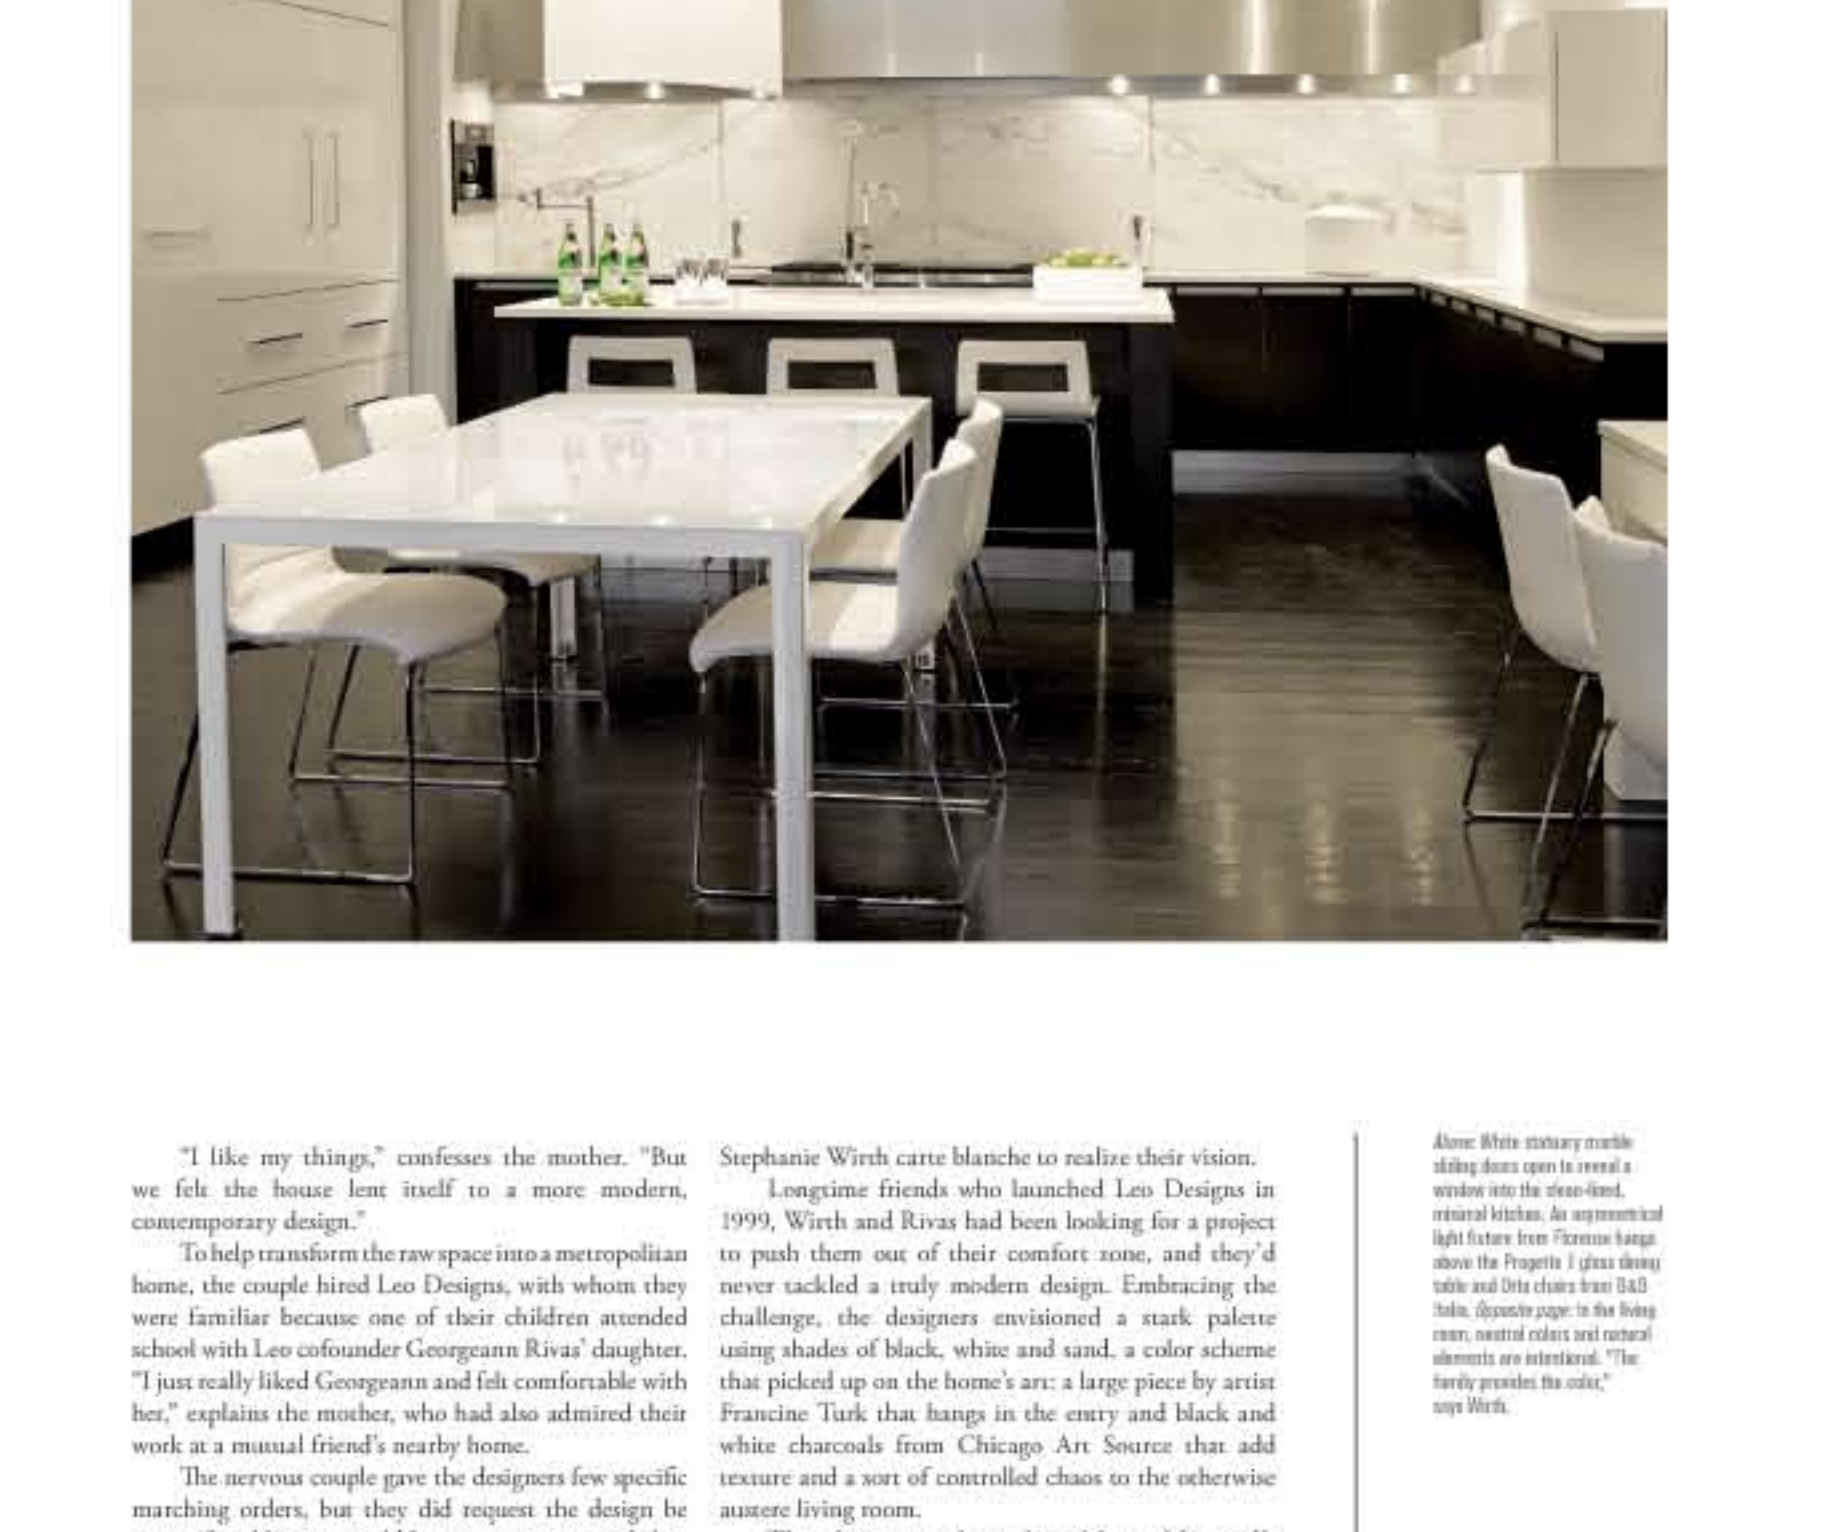 "I like my things," confesses the mother. "But
we felt the house lent itself to a more modern,
contemporary design."
To help transform the raw space into a metropolitan
home, the couple hired Leo Designs, with whom they
were familiar because one of their children attended
school with Leo cofounder Georgeann Rivas' daughter.
"I just really liked Georgeann and felt comfortable with
her," explains the mother, who had also admired their
work at a mutual friend's nearby home.
The nervous couple gave the designers few specific
marching orders, but they did request the design be
Stephanie Wirth carte blanche to realize their vision.
Longtime friends who launched Leo Designs in
1999, Wirth and Rivas had been looking for a project
to push them out of their comfort zone, and they'd
never tackled a truly modern design. Embracing the
challenge, the designers envisioned a stark palette
using shades of black, white and sand, a color scheme
that picked up on the home's art: a large piece by artist
Francine Turk that hangs in the entry and black and
white charcoals from Chicago Art Source that add
texture and a sort of controlled chaos to the otherwise
austere living room.
Above: White statuary marble
sliding doors open to reveal a
window into the clean-lined,
minimal kitchen. An asymmetrical
light fixture from Florense hangs
above the Progetto 1 glass dining
table and Otto chairs from B&B
Italia. Opposite page: In the living
room, neutral colors and natural
elements are intentional. "The
family provides the color,"
says Wirth.